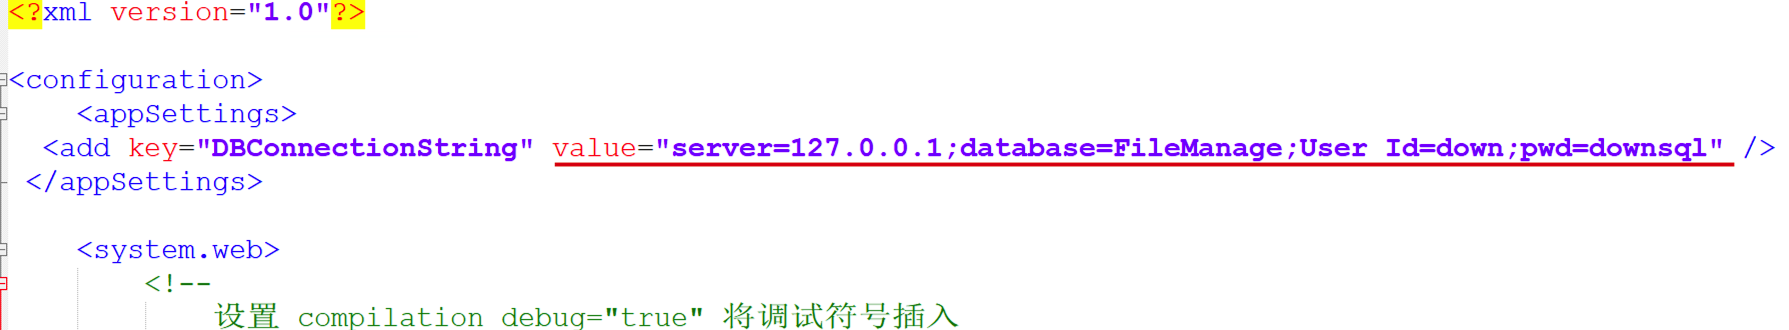 <?xml version="1.0"?>
<configuration>
<appSettings>
<add key="DBConnectionString" value="server=127.0.0.1;database=FileManage;User Id=down;pwd=downsql" />
</appSettings>
<system.web>
<!--
设置 compilation debug="true" 将调试符号插入